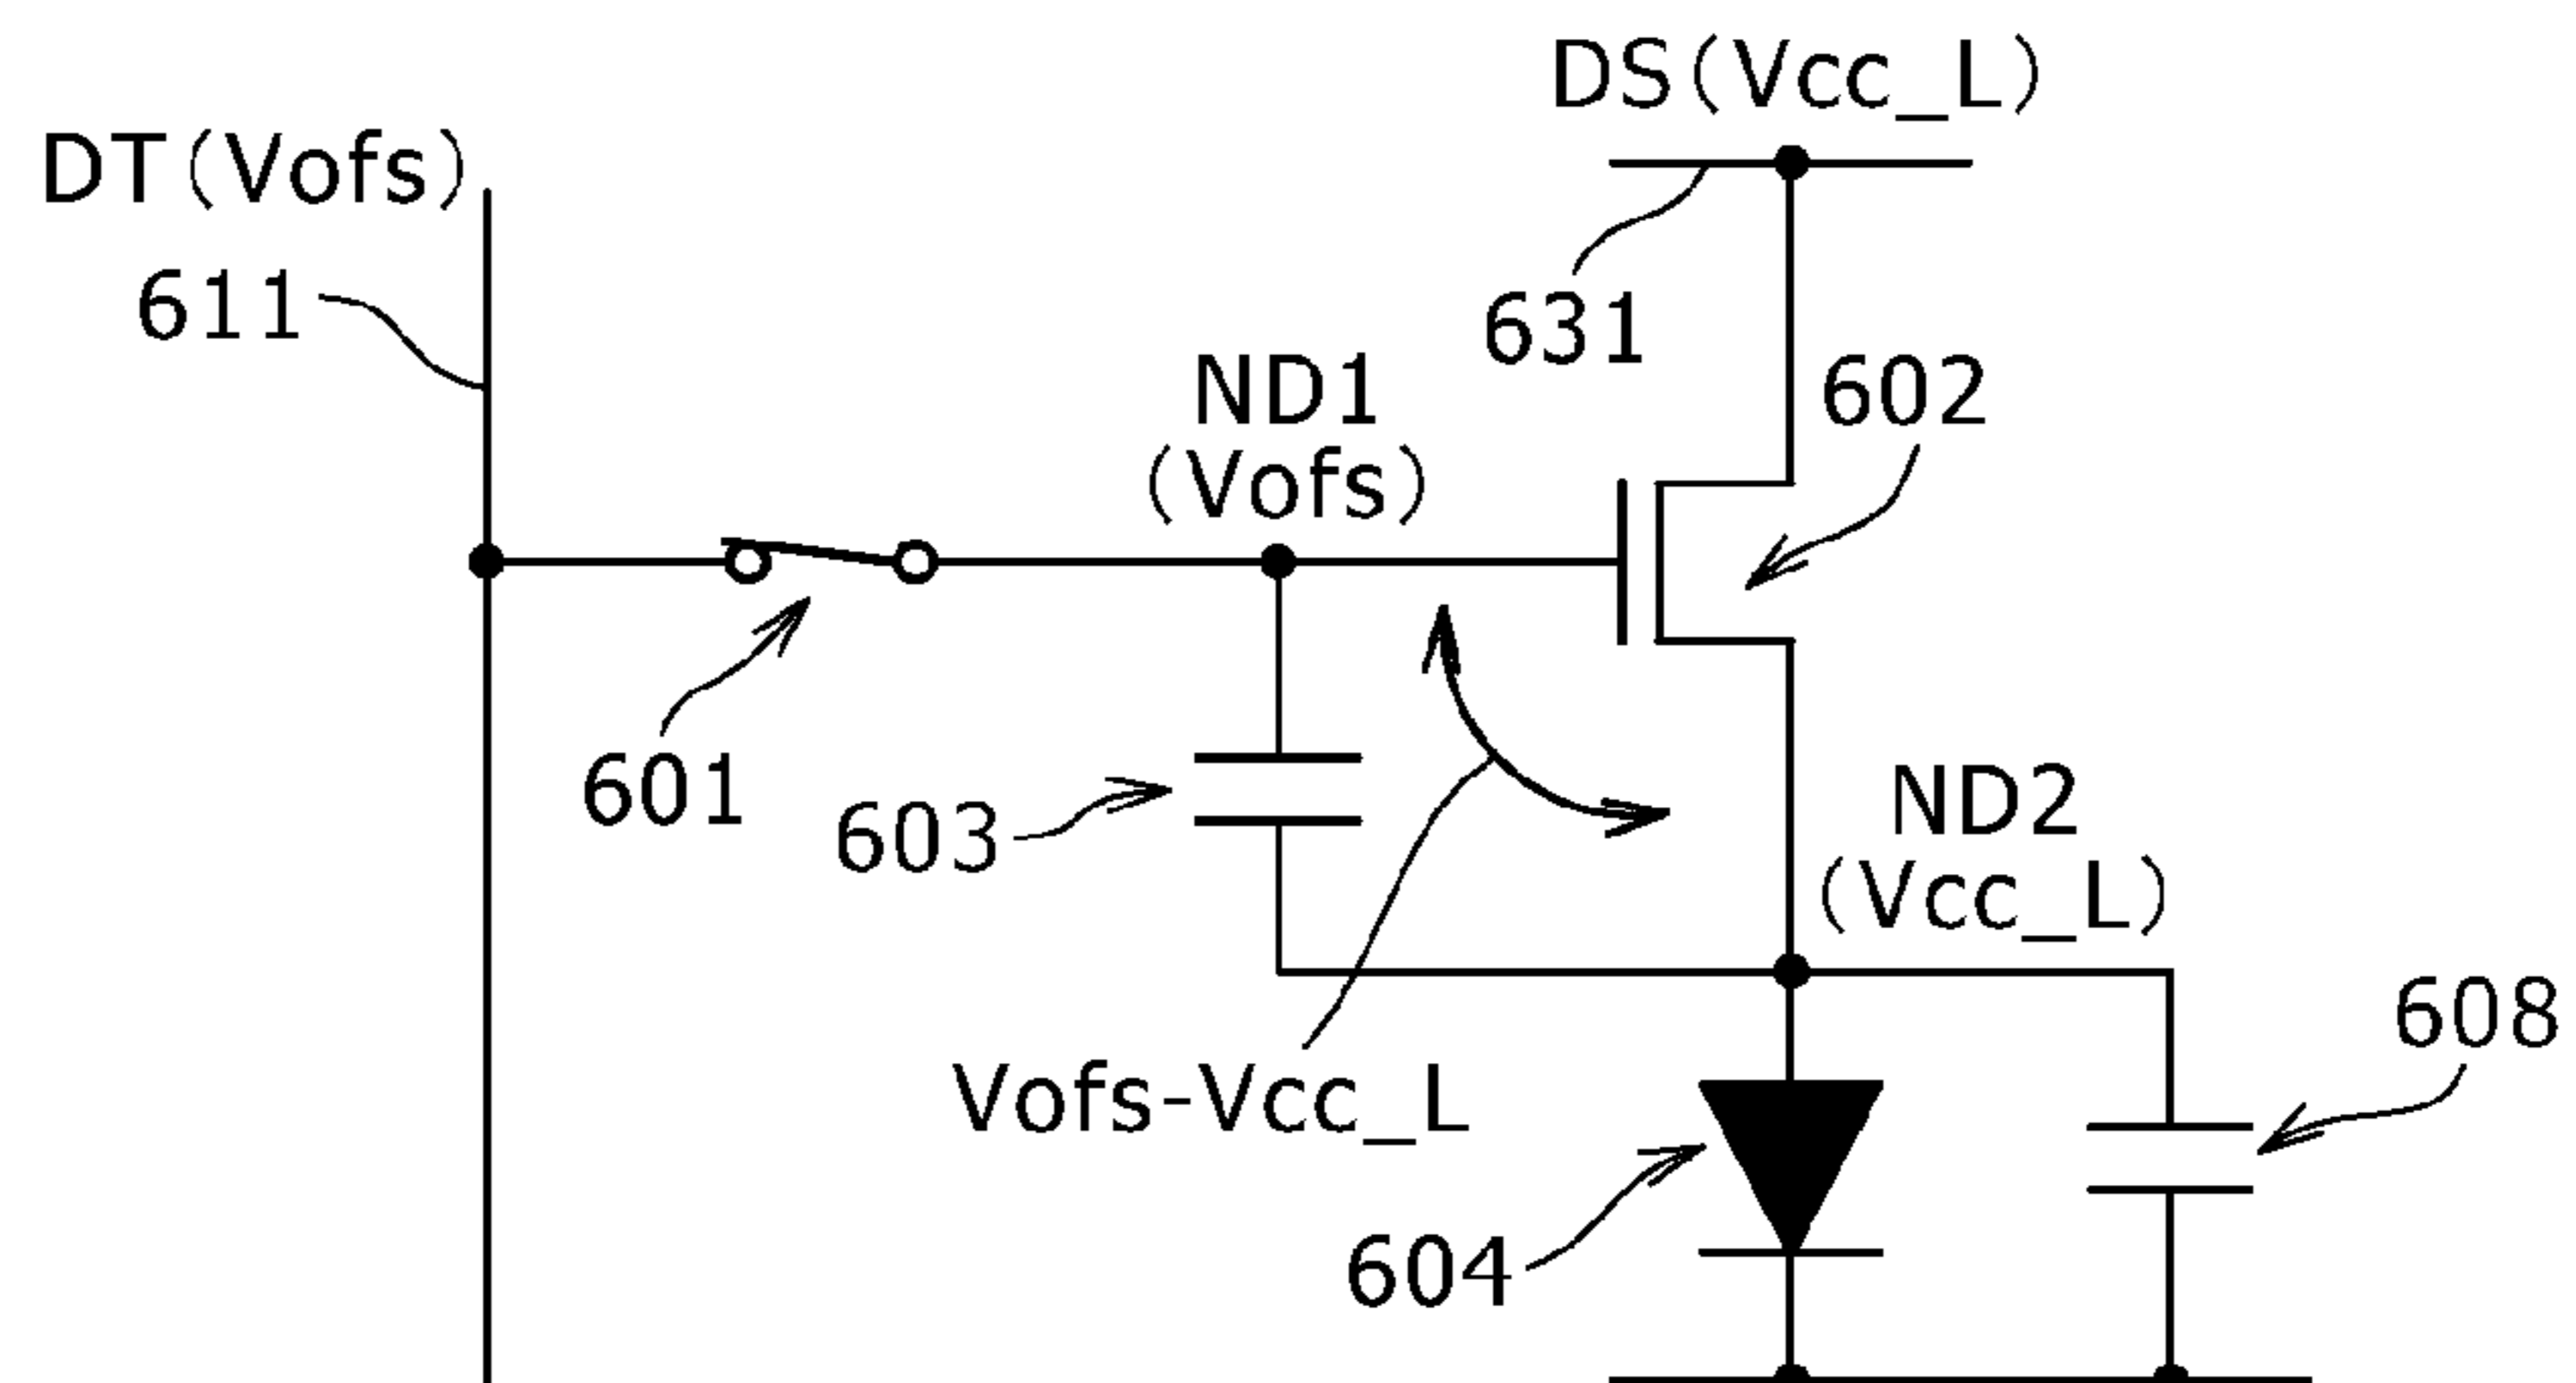 DS(Vcc_L)
DT(Vofs)
611
631
ND1
(Vofs)
602
601
603
ND2
(Vcc_L)
608
Vofs-Vcc_L
604